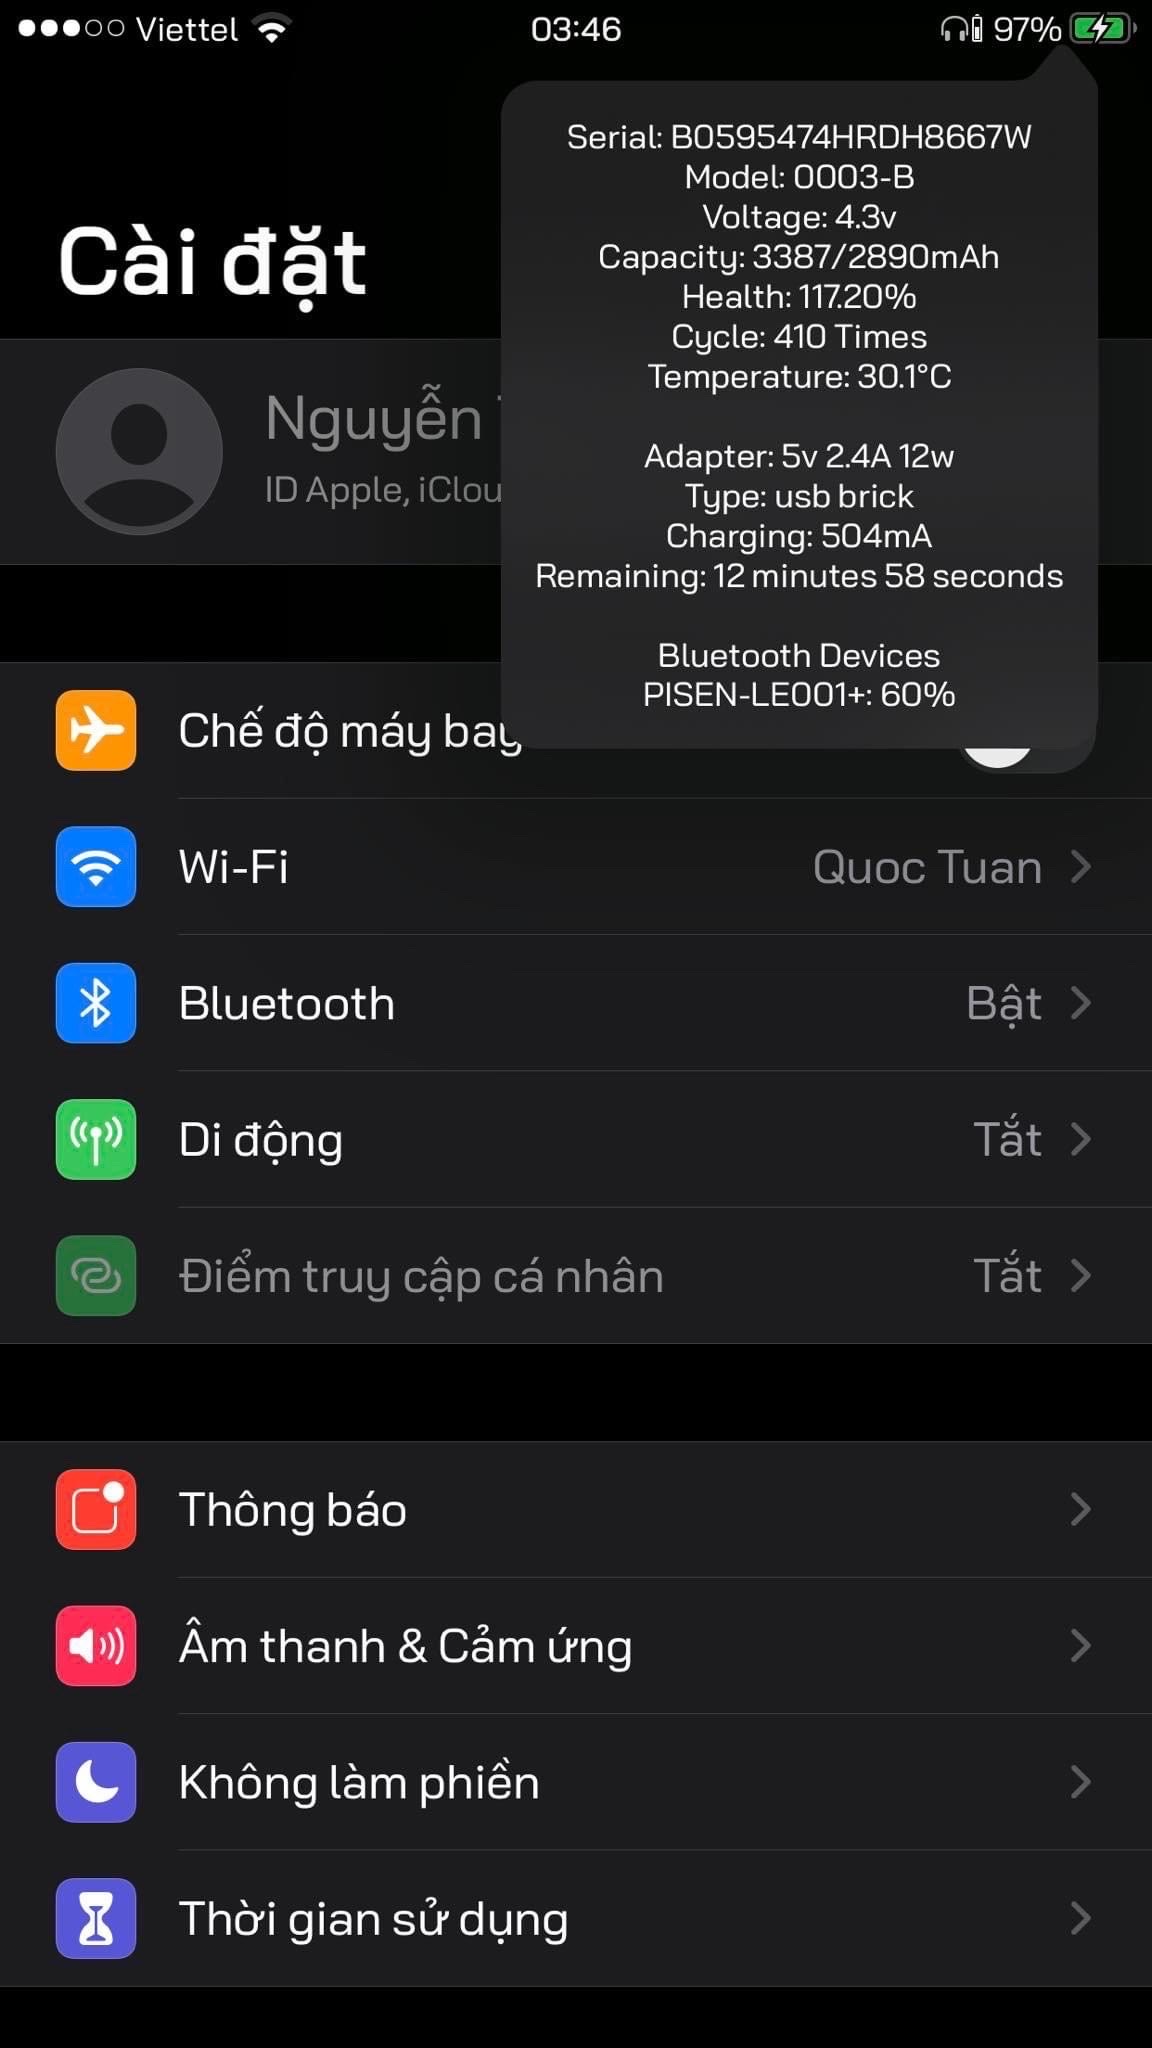 Viettel 03:46 97%
Serial: B0595474HRDH8667W
Model: 0003-B
Voltage: 4.3v
Capacity: 3387/2890mAh
Health: 117.20%
Cycle: 410 Times
Temperature: 30.1°C
Adapter: 5v 2.4A 12w
Type: usb brick
Charging: 504mA
Remaining: 12 minutes 58 seconds
Bluetooth Devices
PISEN-LE001+: 60%
Cài đặt
Nguyễn
ID Apple, iClou
Chế độ máy bay
Wi-Fi Quoc Tuan
Bluetooth Bật
Di động Tắt
Điểm truy cập cá nhân Tắt
Thông báo
Âm thanh & Cảm ứng
Không làm phiền
Thời gian sử dụng